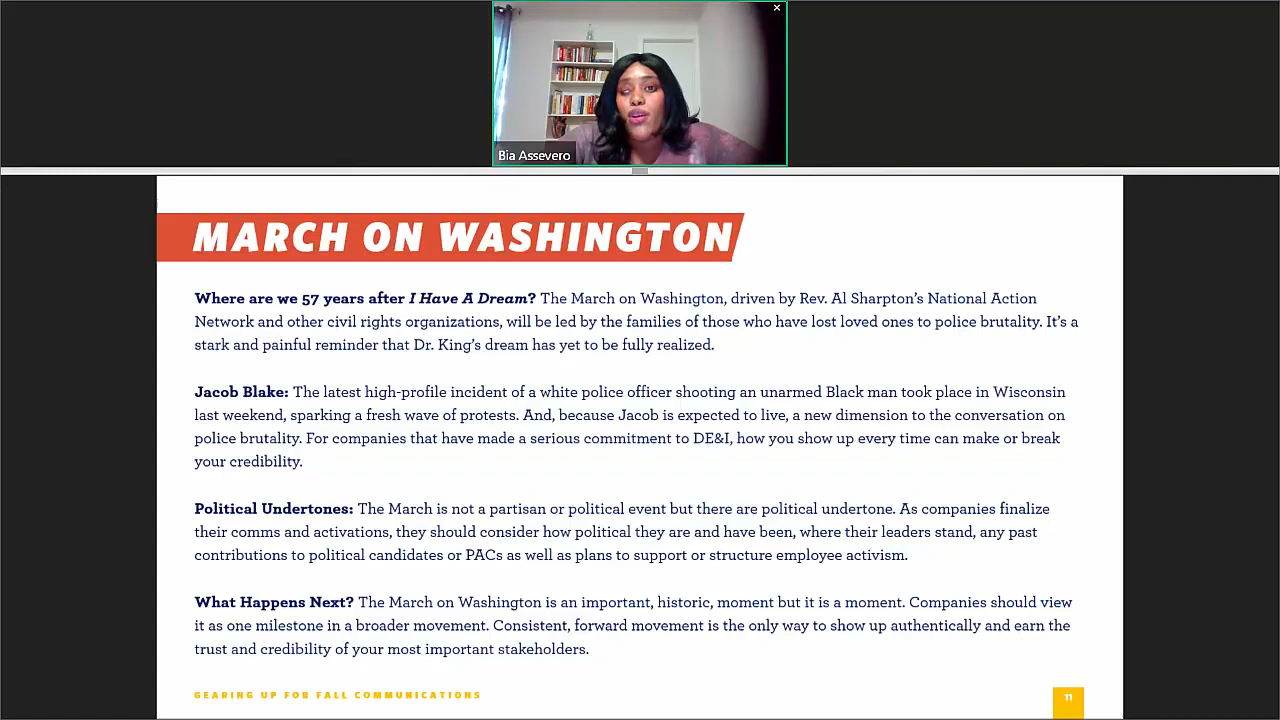 Bia Assevero
MARCH ON WASHINGTON
Where are we 57 years after I Have A Dream? The March on Washington, driven by Rev. Al Sharpton's National Action
Network and other civil rights organizations, will be led by the families of those who have lost loved ones to police brutality. It's a
stark and painful reminder that Dr. King's dream has yet to be fully realized.
Jacob Blake: The latest high-profile incident of a white police officer shooting an unarmed Black man took place in Wisconsin
last weekend, sparking a fresh wave of protests. And, because Jacob is expected to live, a new dimension to the conversation on
police brutality. For companies that have made a serious commitment to DE&I, how you show up every time can make or break
your credibility.
Political Undertones: The March is not a partisan or political event but there are political undertone. As companies finalize
their comms and activations, they should consider how political they are and have been, where their leaders stand, any past
contributions to political candidates or PACs as well as plans to support or structure employee activism.
What Happens Next? The March on Washington is an important, historic, moment but it is a moment. Companies should view
it as one milestone in a broader movement. Consistent, forward movement is the only way to show up authentically and earn the
trust and credibility of your most important stakeholders.
GEARING UP FOR FALL COMMUNICATIONS
11